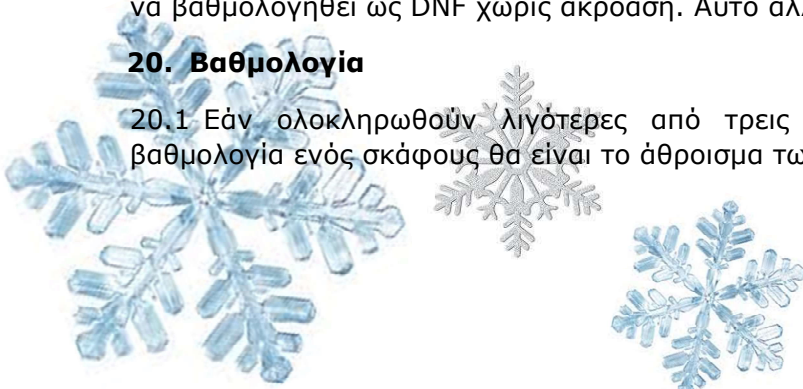 να βαθμολογηθεί ως DNF χωρίς ακρόαση. Αυτό αλ
20. Βαθμολογία
20.1 Εάν ολοκληρωθούν λιγότερες από τρεις
βαθμολογία ενός σκάφους θα είναι το άθροισμα τω